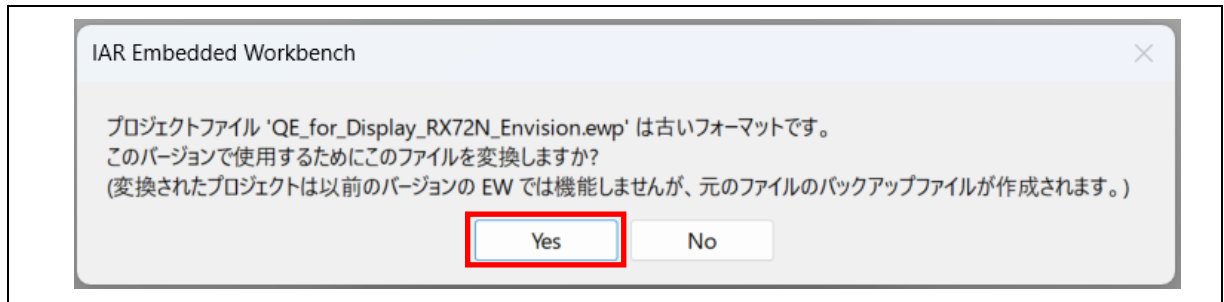 IAR Embedded Workbench
プロジェクトファイル 'QE_for_Display_RX72N_Envision.ewp' は古いフォーマットです。
このバージョンで使用するためにこのファイルを変換しますか?
(変換されたプロジェクトは以前のバージョンの EW では機能しませんが、元のファイルのバックアップファイルが作成されます。)
Yes No